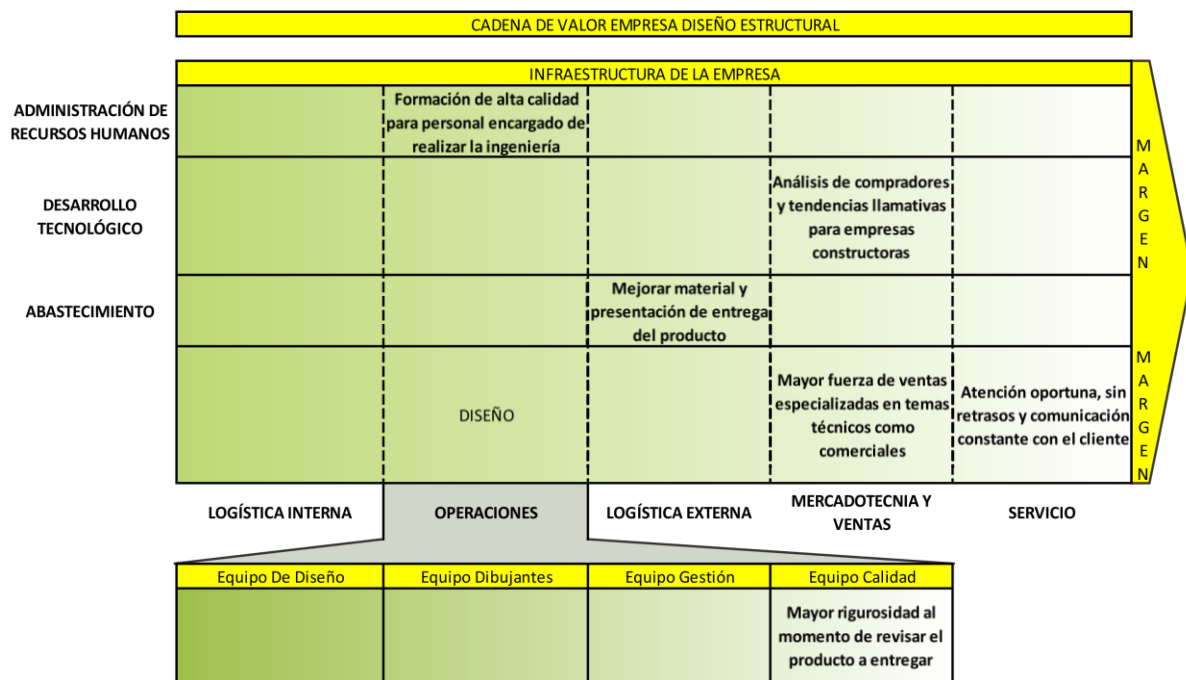 CADENA DE VALOR EMPRESA DISEÑO ESTRUCTURAL
INFRAESTRUCTURA DE LA EMPRESA
ADMINISTRACIÓN DE
RECURSOS HUMANOS
Formación de alta calidad
para personal encargado de
realizar la ingeniería
DESARROLLO
TECNOLÓGICO
Análisis de compradores
y tendencias llamativas
para empresas
constructoras
ABASTECIMIENTO
Mejorar material y
presentación de entrega
del producto
DISEÑO
Mayor fuerza de ventas
especializadas en temas
técnicos como
comerciales
Atención oportuna, sin
retrasos y comunicación
constante con el cliente
MARGEN
MARGEN
LOGÍSTICA INTERNA
OPERACIONES
LOGÍSTICA EXTERNA
MERCADOTECNIA Y
VENTAS
SERVICIO
Equipo De Diseño
Equipo Dibujantes
Equipo Gestión
Equipo Calidad
Mayor rigurosidad al
momento de revisar el
producto a entregar